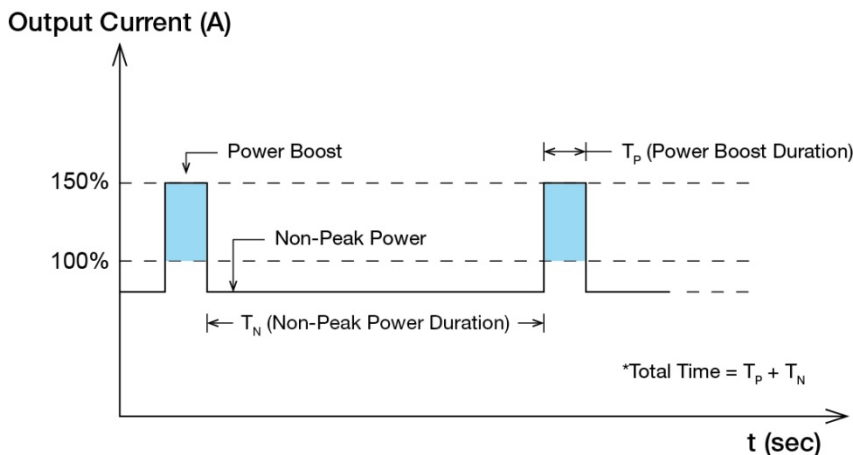 Output Current (A)
Power Boost
T_P (Power Boost Duration)
150%
Non-Peak Power
100%
T_N (Non-Peak Power Duration)
*Total Time = T_P + T_N
t (sec)